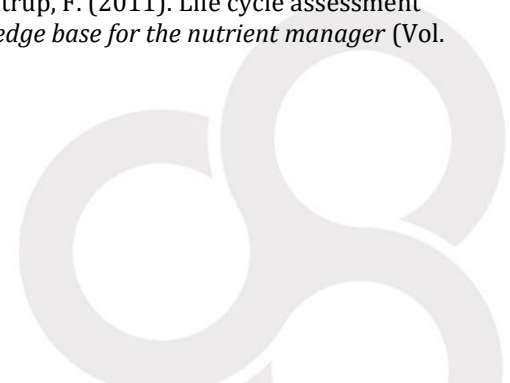 trup, F. (2011). Life cycle assessment
edge base for the nutrient manager (Vol.